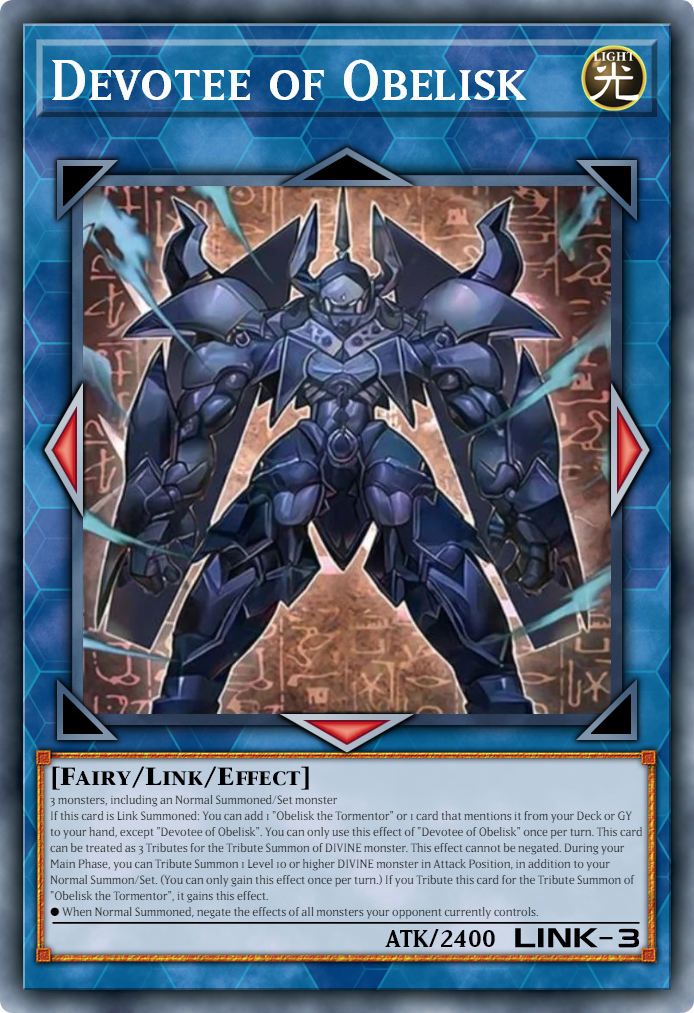 Devotee of Obelisk
LIGHT
光
[Fairy/Link/Effect]
3 monsters, including an Normal Summoned/Set monster
If this card is Link Summoned: You can add 1 "Obelisk the Tormentor" or 1 card that mentions it from your Deck or GY
to your hand, except "Devotee of Obelisk". You can only use this effect of "Devotee of Obelisk" once per turn. This card
can be treated as 3 Tributes for the Tribute Summon of DIVINE monster. This effect cannot be negated. During your
Main Phase, you can Tribute Summon 1 Level 10 or higher DIVINE monster in Attack Position, in addition to your
Normal Summon/Set. (You can only gain this effect once per turn.) If you Tribute this card for the Tribute Summon of
"Obelisk the Tormentor", it gains this effect.
● When Normal Summoned, negate the effects of all monsters your opponent currently controls.
ATK/2400 LINK-3